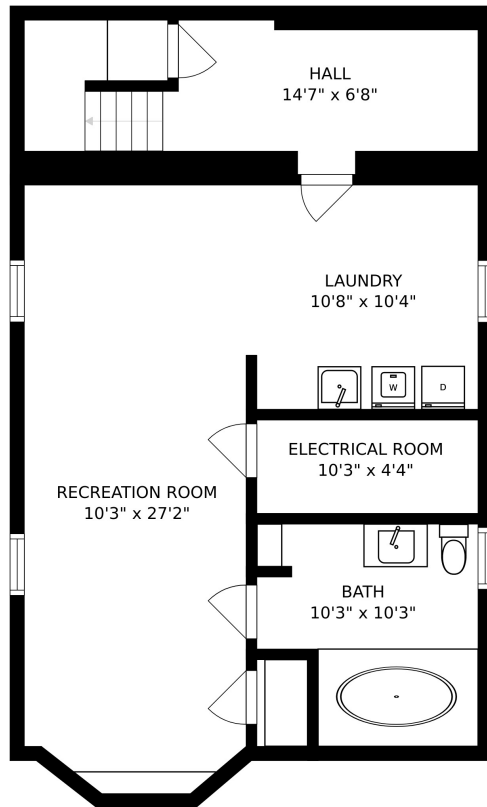 HALL
14'7" x 6'8"
LAUNDRY
10'8" x 10'4"
W
D
ELECTRICAL ROOM
10'3" x 4'4"
RECREATION ROOM
10'3" x 27'2"
BATH
10'3" x 10'3"